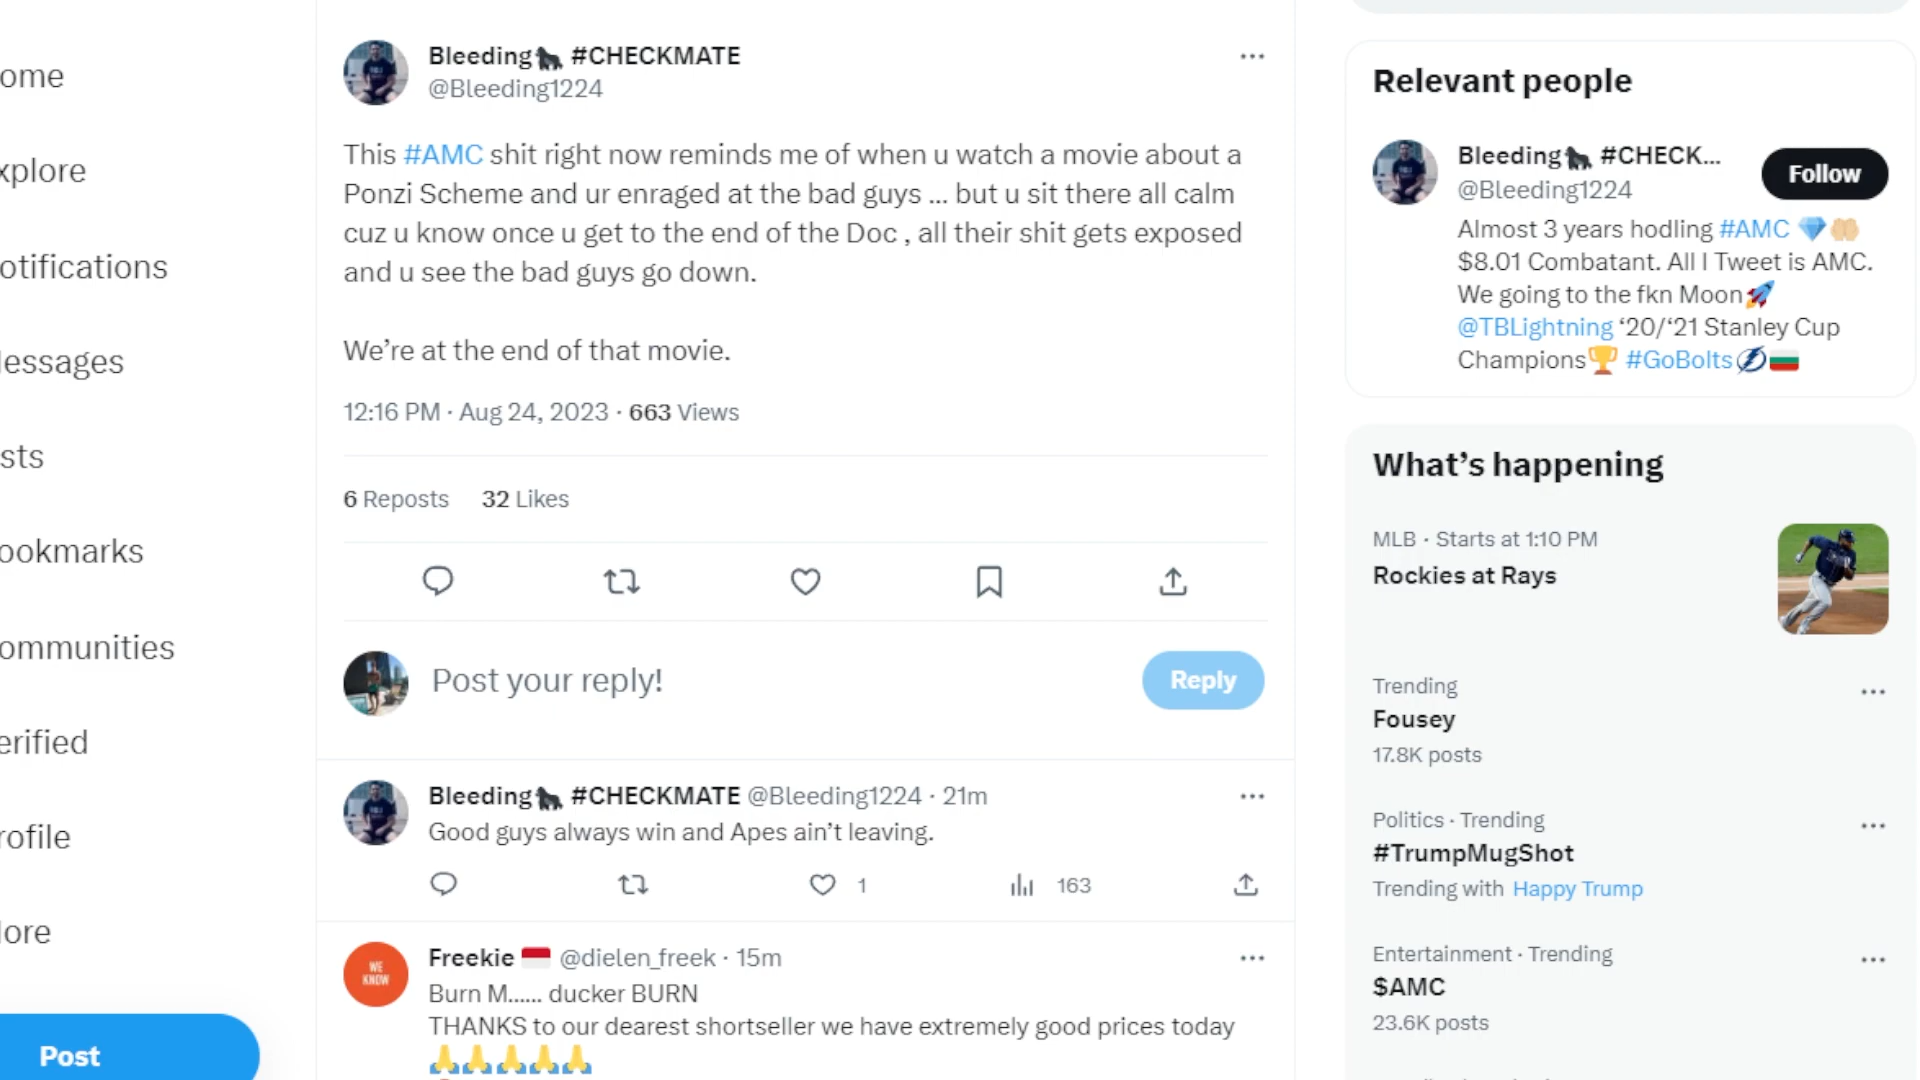 ome
xplore
otifications
lessages
sts
ookmarks
ommunities
erified
rofile
lore
Post
Bleeding🦍 #CHECKMATE
@Bleeding1224
This #AMC shit right now reminds me of when u watch a movie about a
Ponzi Scheme and ur enraged at the bad guys ... but u sit there all calm
cuz u know once u get to the end of the Doc , all their shit gets exposed
and u see the bad guys go down.
We’re at the end of that movie.
12:16 PM · Aug 24, 2023 · 663 Views
6 Reposts 32 Likes
Post your reply!
Reply
Bleeding🦍 #CHECKMATE @Bleeding1224 · 21m
Good guys always win and Apes ain’t leaving.
1
163
WE
KNOW
Freekie 🇮🇩 @dielen_freek · 15m
Burn M...... ducker BURN
THANKS to our dearest shortseller we have extremely good prices today
🙏🙏🙏🙏🙏
Relevant people
Bleeding🦍 #CHECK...
@Bleeding1224
Follow
Almost 3 years hodling #AMC 💎🤲🏼
$8.01 Combatant. All I Tweet is AMC.
We going to the fkn Moon🚀
@TBLightning ‘20/‘21 Stanley Cup
Champions🏆 #GoBolts⚡🇧🇬
What’s happening
MLB · Starts at 1:10 PM
Rockies at Rays
Trending
Fousey
17.8K posts
Politics · Trending
#TrumpMugShot
Trending with Happy Trump
Entertainment · Trending
$AMC
23.6K posts